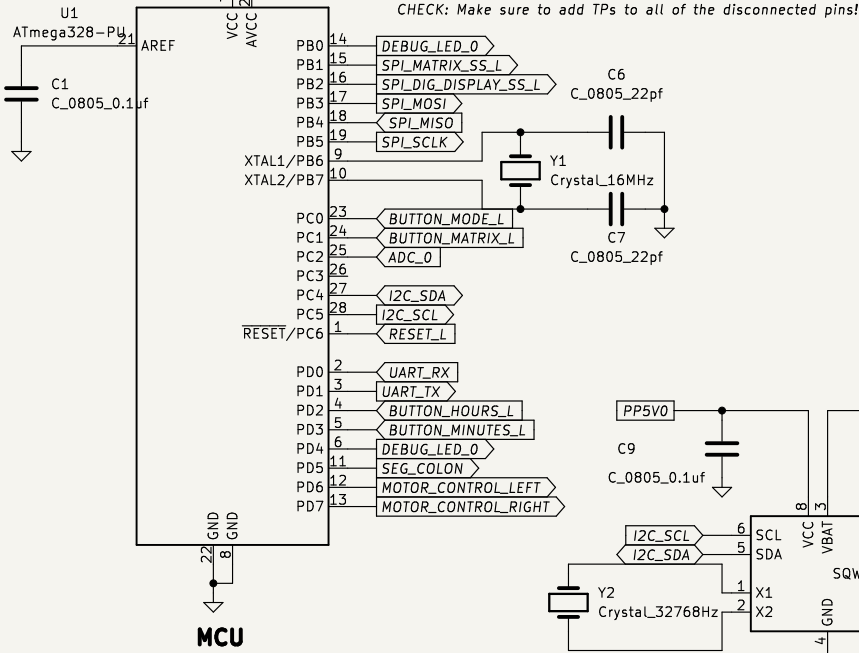 CHECK: Make sure to add TPs to all of the disconnected pins!
U1
ATmega328-PU
VCC
AVCC
21 AREF
C1
C_0805_0.1uf
PB0 14 DEBUG_LED_0
PB1 15 SPI_MATRIX_SS_L
PB2 16 SPI_DIG_DISPLAY_SS_L
PB3 17 SPI_MOSI
PB4 18 SPI_MISO
PB5 19 SPI_SCLK
XTAL1/PB6 9
XTAL2/PB7 10
C6
C_0805_22pf
Y1
Crystal_16MHz
C7
C_0805_22pf
PC0 23 BUTTON_MODE_L
PC1 24 BUTTON_MATRIX_L
PC2 25 ADC_0
PC3 26
PC4 27 I2C_SDA
PC5 28 I2C_SCL
RESET/PC6 1 RESET_L
PD0 2 UART_RX
PD1 3 UART_TX
PD2 4 BUTTON_HOURS_L
PD3 5 BUTTON_MINUTES_L
PD4 6 DEBUG_LED_0
PD5 11 SEG_COLON
PD6 12 MOTOR_CONTROL_LEFT
PD7 13 MOTOR_CONTROL_RIGHT
GND
GND
22
8
MCU
PP5V0
C9
C_0805_0.1uf
8
3
VCC
VBAT
I2C_SCL 6 SCL
I2C_SDA 5 SDA
SQW
1 X1
2 X2
Y2
Crystal_32768Hz
GND
4